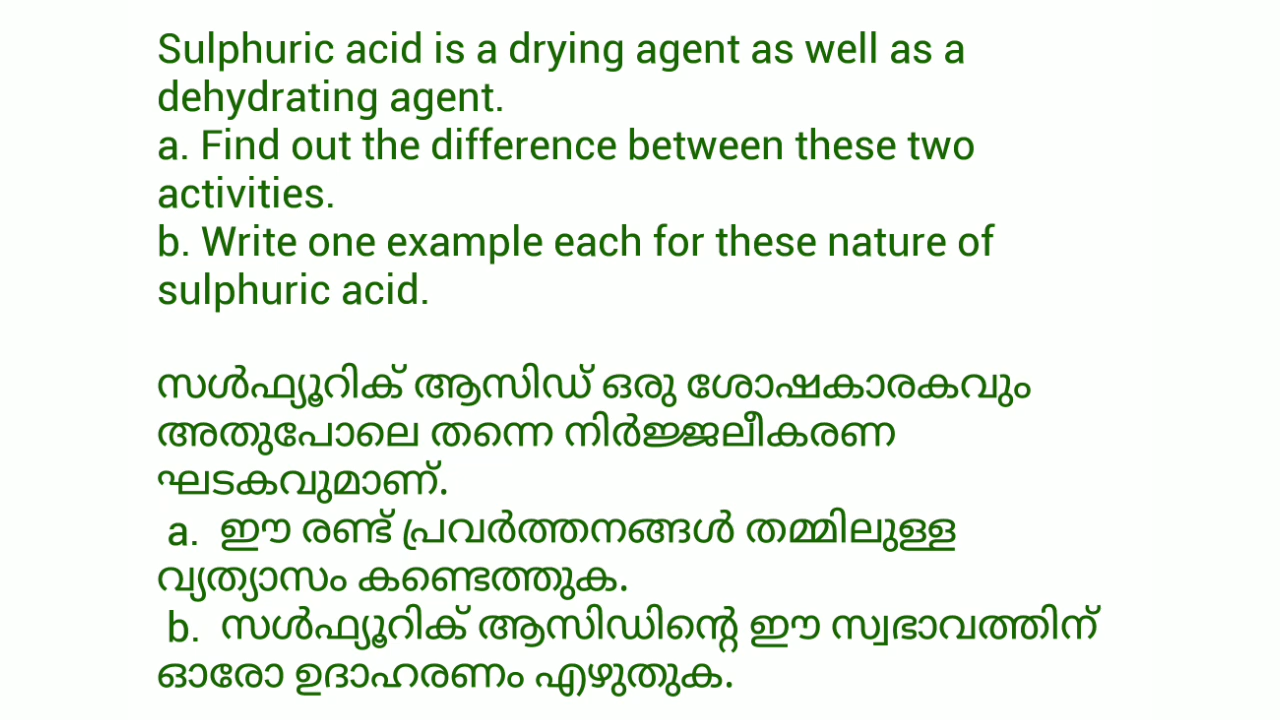 Sulphuric acid is a drying agent as well as a
dehydrating agent.
a. Find out the difference between these two
activities.
b. Write one example each for these nature of
sulphuric acid.
സൾഫ്യൂറിക് ആസിഡ് ഒരു ശോഷകാരകവും
അതുപോലെ തന്നെ നിർജ്ജലീകരണ
ഘടകവുമാണ്.
a. ഈ രണ്ട് പ്രവർത്തനങ്ങൾ തമ്മിലുള്ള
വ്യത്യാസം കണ്ടെത്തുക.
b. സൾഫ്യൂറിക് ആസിഡിന്റെ ഈ സ്വഭാവത്തിന്
ഓരോ ഉദാഹരണം എഴുതുക.